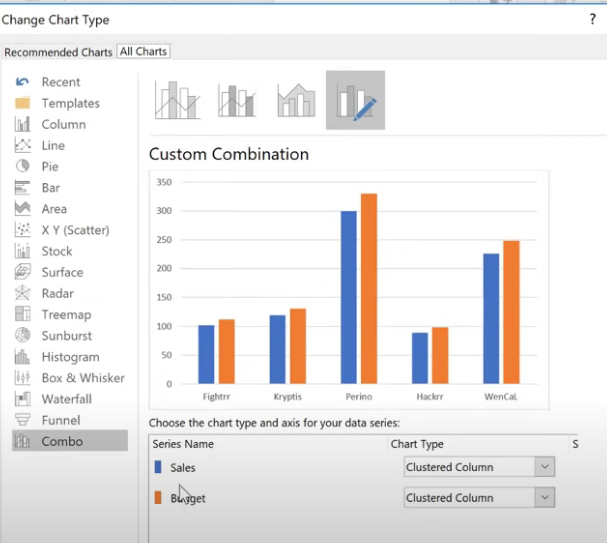 Change Chart Type
?
Recommended Charts All Charts
Recent
Templates
Column
Line
Pie
Bar
Area
X Y (Scatter)
Stock
Surface
Radar
Treemap
Sunburst
Histogram
Box & Whisker
Waterfall
Funnel
Combo
Custom Combination
350
300
250
200
150
100
50
0
Fightrr Kryptis Perino Hackrr WenCaL
Choose the chart type and axis for your data series:
Series Name Chart Type S
Sales Clustered Column
Budget Clustered Column